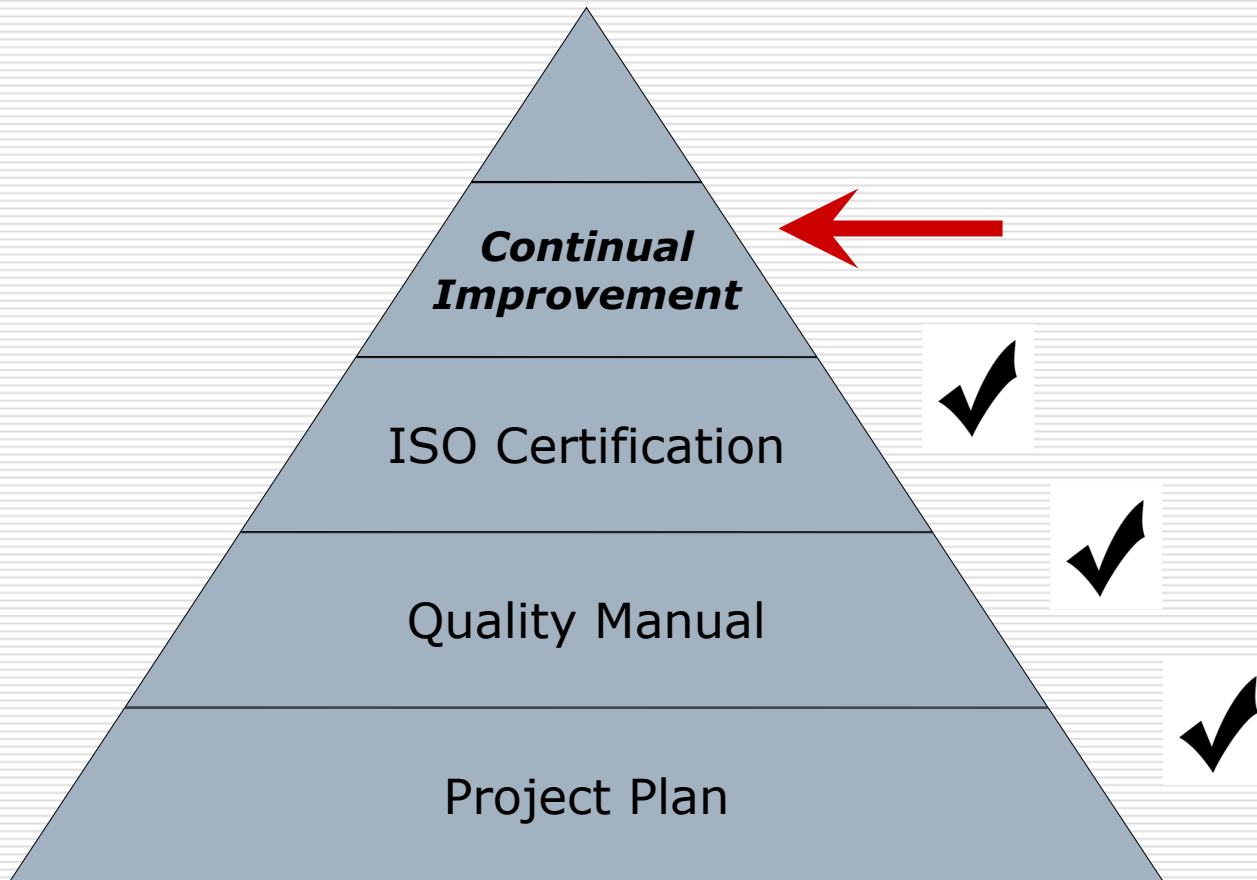 Continual
Improvement
ISO Certification
Quality Manual
Project Plan